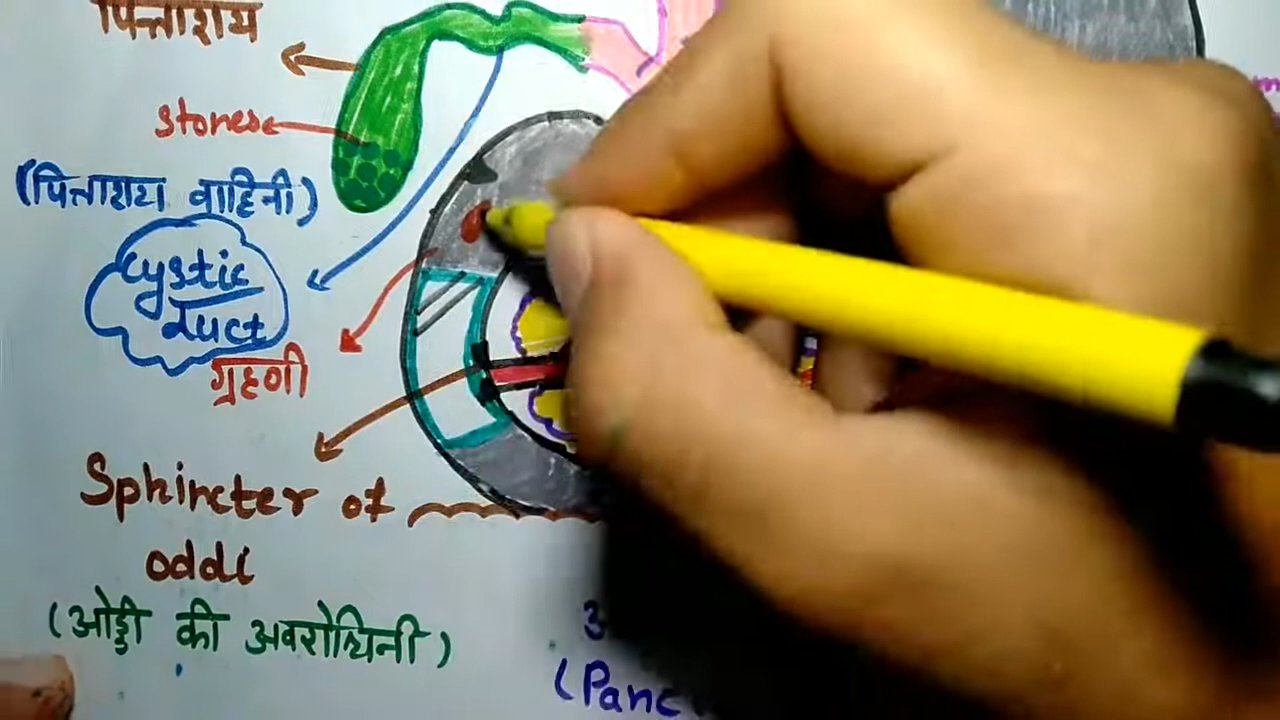 पित्ताशय
stones
(पित्ताशय वाहिनी)
Cystic
duct
ग्रहणी
Sphincter of
oddi
(ओड्डी की अवरोधिनी)
(Panc